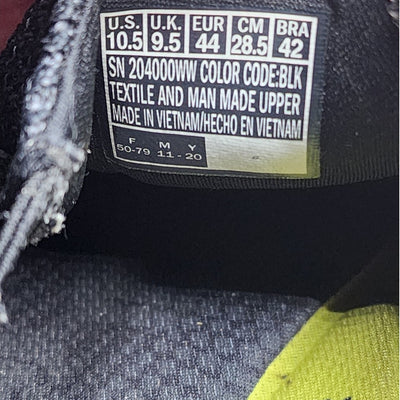 U.S. U.K. EUR CM BRA
10.5 9.5 44 28.5 42
SN 204000WW COLOR CODE:BLK
TEXTILE AND MAN MADE UPPER
MADE IN VIETNAM/HECHO EN VIETNAM
F M Y
50-79 11-20